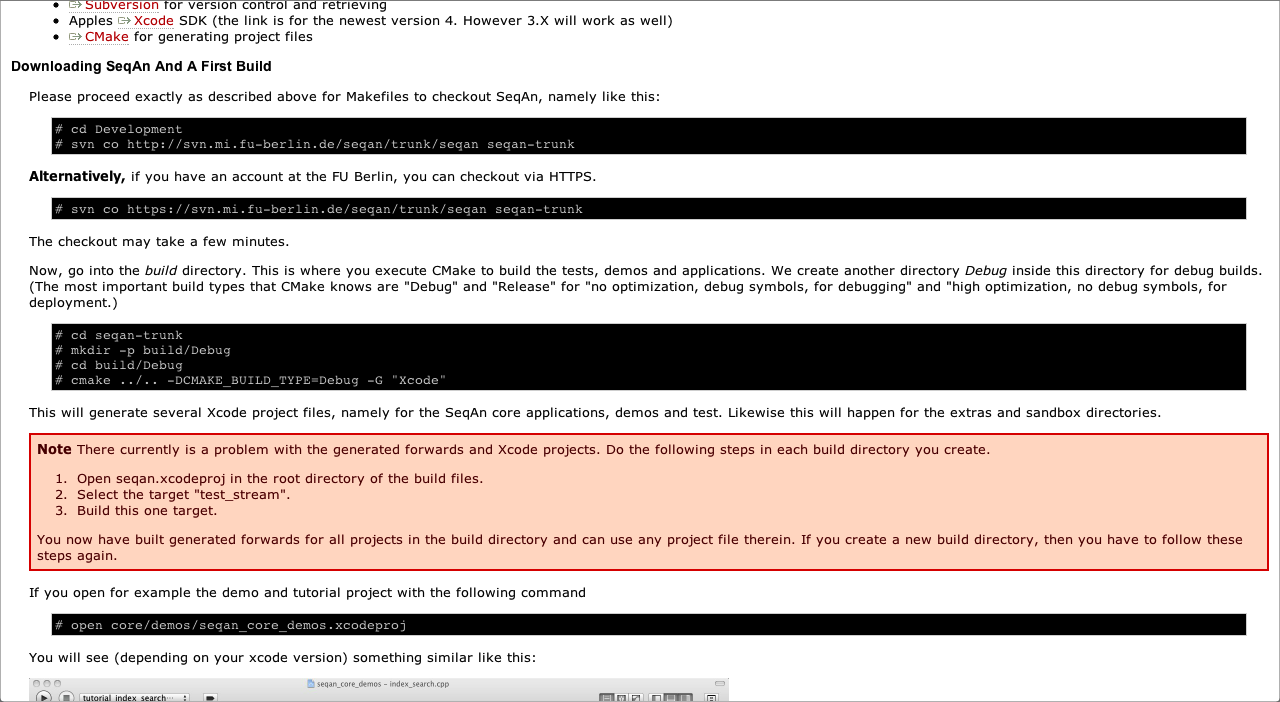 Subversion for version control and retrieving
Apples Xcode SDK (the link is for the newest version 4. However 3.X will work as well)
CMake for generating project files
Downloading SeqAn And A First Build
Please proceed exactly as described above for Makefiles to checkout SeqAn, namely like this:
# cd Development
# svn co http://svn.mi.fu-berlin.de/seqan/trunk/seqan seqan-trunk
Alternatively, if you have an account at the FU Berlin, you can checkout via HTTPS.
# svn co https://svn.mi.fu-berlin.de/seqan/trunk/seqan seqan-trunk
The checkout may take a few minutes.
Now, go into the build directory. This is where you execute CMake to build the tests, demos and applications. We create another directory Debug inside this directory for debug builds.
(The most important build types that CMake knows are "Debug" and "Release" for "no optimization, debug symbols, for debugging" and "high optimization, no debug symbols, for
deployment.)
# cd seqan-trunk
# mkdir -p build/Debug
# cd build/Debug
# cmake ../.. -DCMAKE_BUILD_TYPE=Debug -G "Xcode"
This will generate several Xcode project files, namely for the SeqAn core applications, demos and test. Likewise this will happen for the extras and sandbox directories.
Note There currently is a problem with the generated forwards and Xcode projects. Do the following steps in each build directory you create.
1. Open seqan.xcodeproj in the root directory of the build files.
2. Select the target "test_stream".
3. Build this one target.
You now have built generated forwards for all projects in the build directory and can use any project file therein. If you create a new build directory, then you have to follow these
steps again.
If you open for example the demo and tutorial project with the following command
# open core/demos/seqan_core_demos.xcodeproj
You will see (depending on your xcode version) something similar like this:
seqan_core_demos – index_search.cpp
tutorial_index_search…